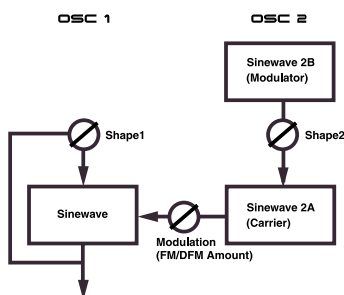 OSC 1
OSC 2
Sinewave 2B
(Modulator)
Shape1
Shape2
Sinewave
Sinewave 2A
(Carrier)
Modulation
(FM/DFM Amount)